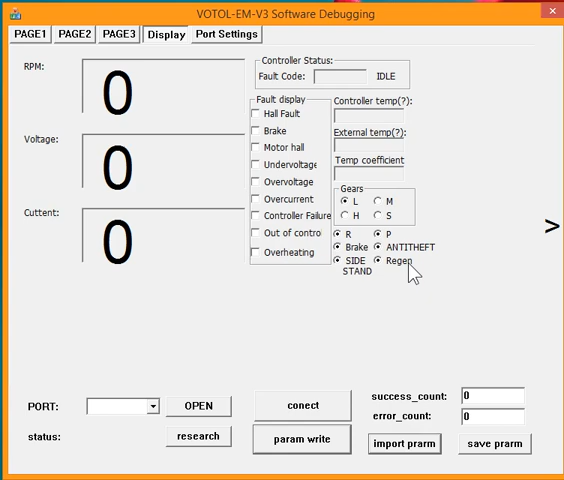 VOTOL-EM-V3 Software Debugging
PAGE1 PAGE2 PAGE3 Display Port Settings
RPM:
0
Voltage:
0
Cuttent:
0
Controller Status:
Fault Code: IDLE
Fault display
Hall Fault
Brake
Motor hall
Undervoltage
Overvoltage
Overcurrent
Controller Failure
Out of contro
Overheating
Controller temp(?):
External temp(?):
Temp coefficient
Gears
L M
H S
R P
Brake ANTITHEFT
SIDE STAND
Regen
>
PORT: OPEN
status: research
conect
param write
success_count: 0
error_count: 0
import prarm
save prarm